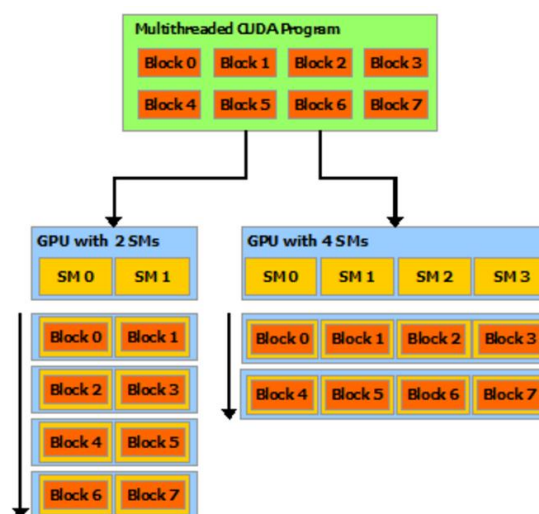 Multithreaded CUDA Program
Block 0 Block 1 Block 2 Block 3
Block 4 Block 5 Block 6 Block 7
GPU with 2 SMs
SM 0 SM 1
Block 0 Block 1
Block 2 Block 3
Block 4 Block 5
Block 6 Block 7
GPU with 4 SMs
SM 0 SM 1 SM 2 SM 3
Block 0 Block 1 Block 2 Block 3
Block 4 Block 5 Block 6 Block 7